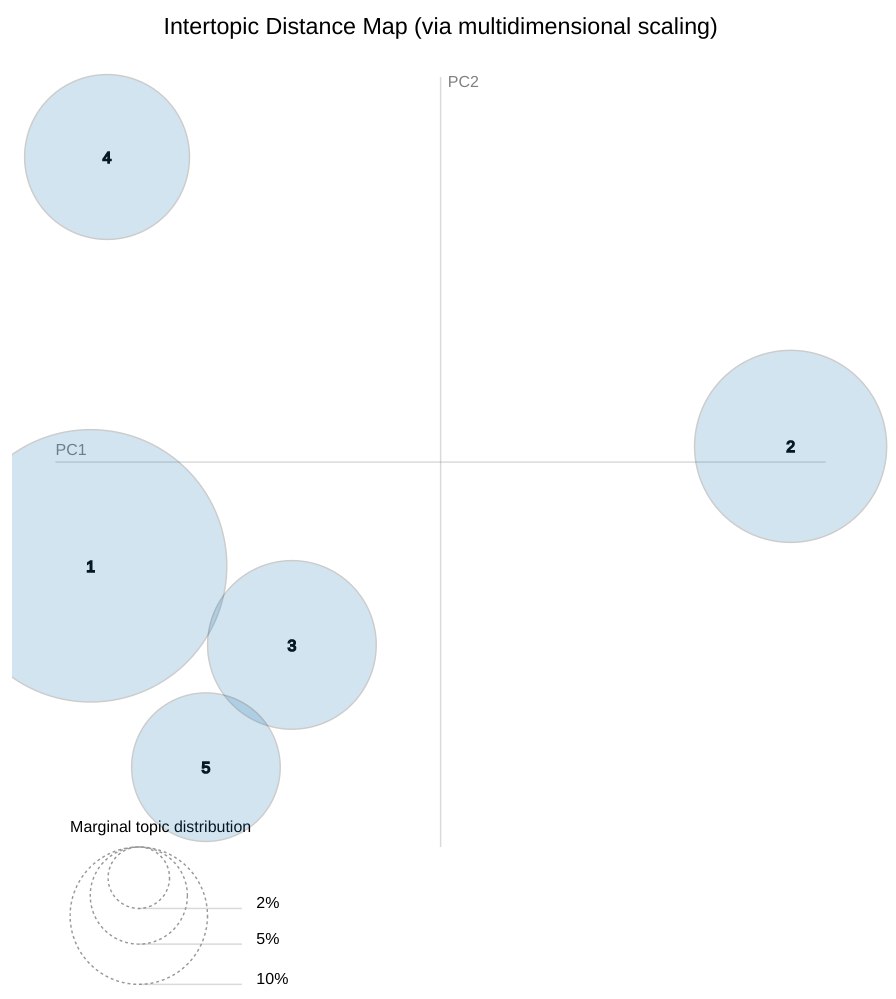 Intertopic Distance Map (via multidimensional scaling)
PC2
4
PC1
2
1
3
5
Marginal topic distribution
2%
5%
10%